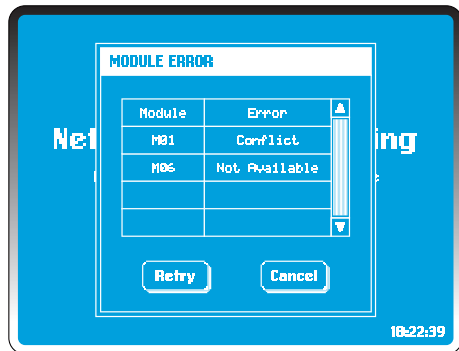 MODULE ERROR
Module Error
M01 Conflict
M06 Not Available
Retry Cancel
18:22:39